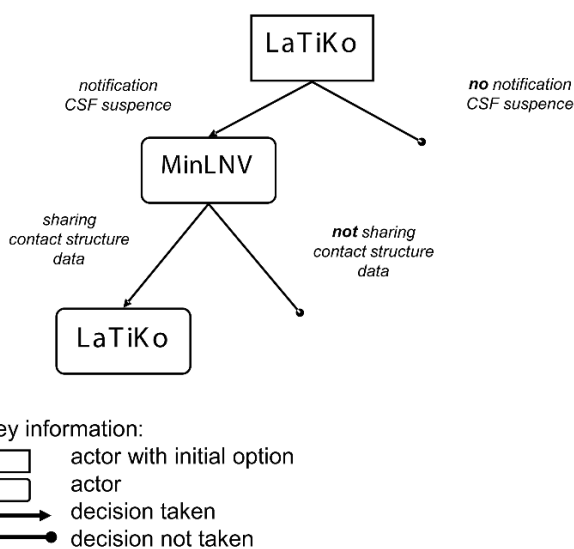 LaTiKo
notification
CSF suspence
no notification
CSF suspence
MinLNV
sharing
contact structure
data
not sharing
contact structure
data
LaTiKo
ey information:
actor with initial option
actor
decision taken
decision not taken